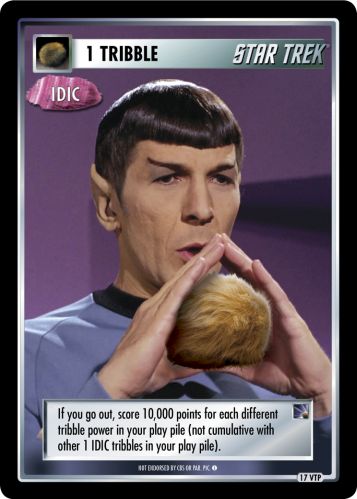 1 TRIBBLE
STAR TREK
IDIC
If you go out, score 10,000 points for each different
tribble power in your play pile (not cumulative with
other 1 IDIC tribbles in your play pile).
NOT ENDORSED BY CBS OR PAR. PIC
17 VTP